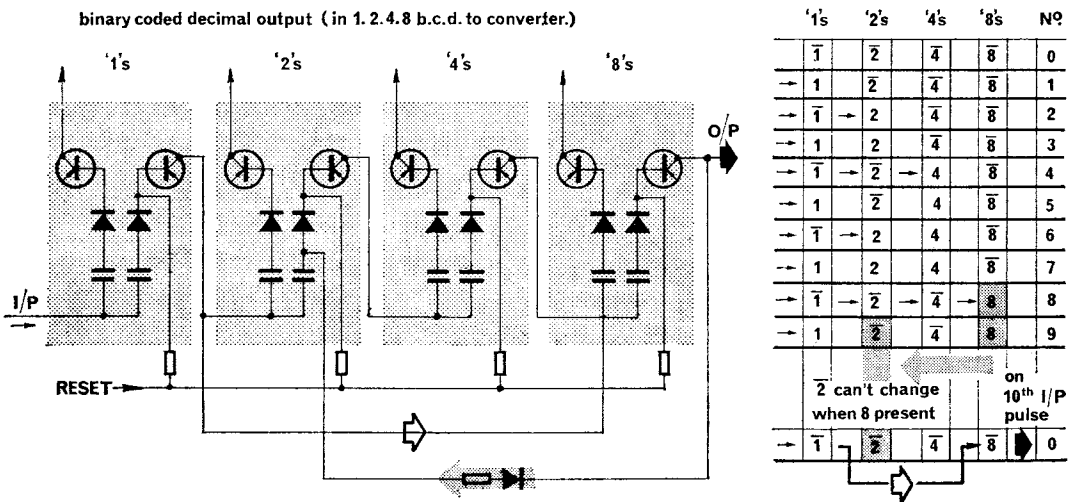 binary coded decimal output (in 1.2.4.8 b.c.d. to converter.)
'1's '2's '4's '8's
O/P
I/P
RESET
'1's '2's '4's '8's Nº
1̅ 2̅ 4̅ 8̅ 0
→ 1 2̅ 4̅ 8̅ 1
→ 1̅ → 2 4̅ 8̅ 2
→ 1 2 4̅ 8̅ 3
→ 1̅ → 2̅ → 4 8̅ 4
→ 1 2̅ 4 8̅ 5
→ 1̅ → 2 4 8̅ 6
→ 1 2 4 8̅ 7
→ 1̅ → 2̅ → 4̅ → 8 8
→ 1 2̅ 4̅ 8 9
2̅ can't change
when 8 present
on
10th I/P
pulse
→ 1̅ 2̅ 4̅ 8̅ 0